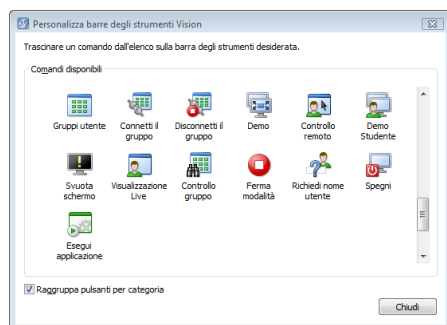 Personalizza barre degli strumenti Vision
Trascinare un comando dall'elenco sulla barra degli strumenti desiderata.
Comandi disponibili
Gruppi utente
Connetti il gruppo
Disconnetti il gruppo
Demo
Controllo remoto
Demo Studente
Svuota schermo
Visualizzazione Live
Controllo gruppo
Ferma modalità
Richiedi nome utente
Spegni
Esegui applicazione
Raggruppa pulsanti per categoria
Chiudi